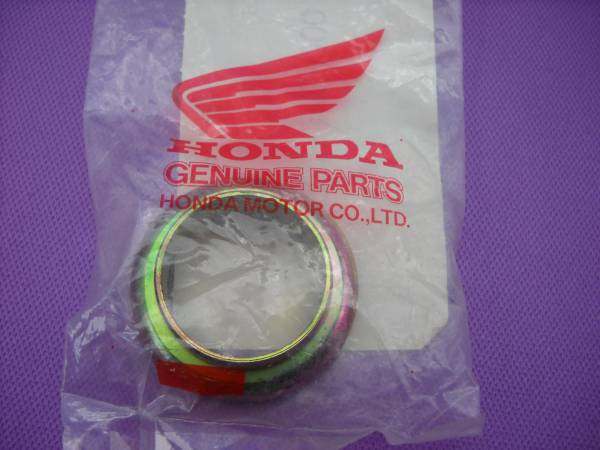 HONDA
GENUINE PARTS
HONDA MOTOR CO.,LTD.